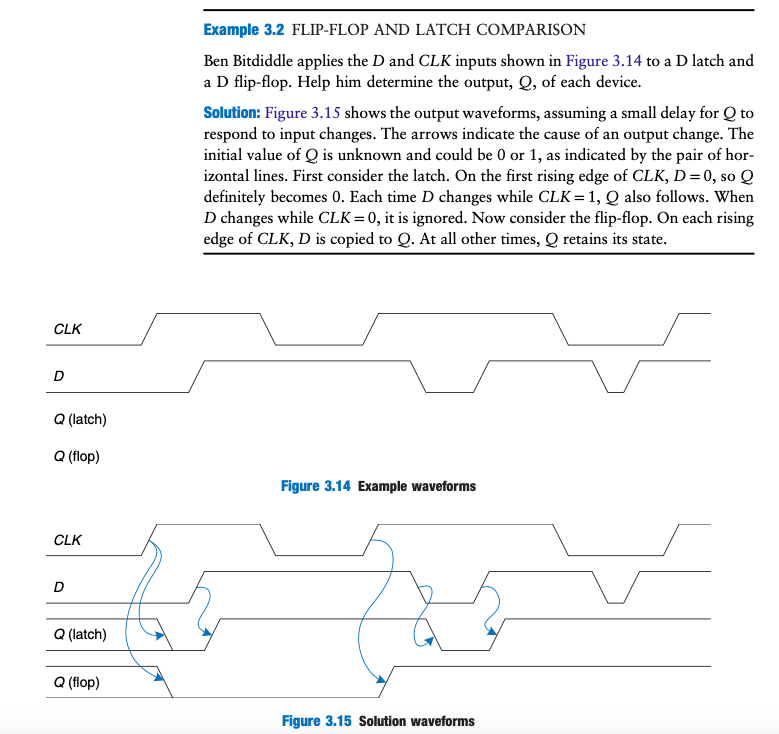 Example 3.2 FLIP-FLOP AND LATCH COMPARISON
Ben Bitdiddle applies the D and CLK inputs shown in Figure 3.14 to a D latch and
a D flip-flop. Help him determine the output, Q, of each device.
Solution: Figure 3.15 shows the output waveforms, assuming a small delay for Q to
respond to input changes. The arrows indicate the cause of an output change. The
initial value of Q is unknown and could be 0 or 1, as indicated by the pair of hor-
izontal lines. First consider the latch. On the first rising edge of CLK, D = 0, so Q
definitely becomes 0. Each time D changes while CLK = 1, Q also follows. When
D changes while CLK = 0, it is ignored. Now consider the flip-flop. On each rising
edge of CLK, D is copied to Q. At all other times, Q retains its state.
CLK
D
Q (latch)
Q (flop)
Figure 3.14 Example waveforms
CLK
D
Q (latch)
Q (flop)
Figure 3.15 Solution waveforms